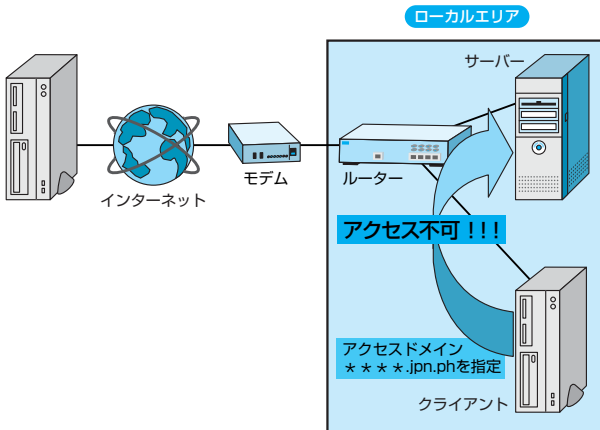 ローカルエリア
サーバー
インターネット
モデム
ルーター
アクセス不可!!!
アクセスドメイン
****.jpn.phを指定
クライアント